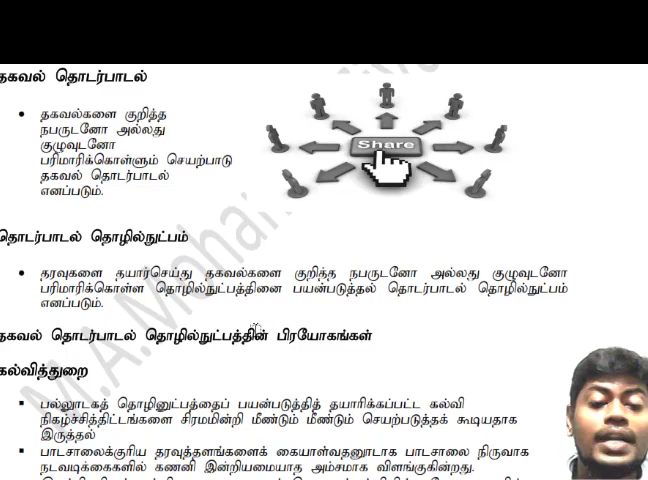 தகவல் தொடர்பாடல்
Share
• தகவல்களை குறித்த
நபருடனோ அல்லது
குழுவுடனோ
பரிமாரிக்கொள்ளும் செயற்பாடு
தகவல் தொடர்பாடல்
எனப்படும்.
தொடர்பாடல் தொழில்நுட்பம்
• தரவுகளை தயார்செய்து தகவல்களை குறித்த நபருடனோ அல்லது குழுவுடனோ
பரிமாரிக்கொள்ள தொழில்நுட்பத்தினை பயன்படுத்தல் தொடர்பாடல் தொழில்நுட்பம்
எனப்படும்.
தகவல் தொடர்பாடல் தொழில்நுட்பத்தின் பிரயோகங்கள்
கல்வித்துறை
▪ பல்லூடகத் தொழினுட்பத்தைப் பயன்படுத்தித் தயாரிக்கப்பட்ட கல்வி
நிகழ்ச்சித்திட்டங்களை சிரமமின்றி மீண்டும் மீண்டும் செயற்படுத்தக் கூடியதாக
இருத்தல்
▪ பாடசாலைக்குரிய தரவுத்தளங்களைக் கையாள்வதனூடாக பாடசாலை நிருவாக
நடவடிக்கைகளில் கணனி இன்றியமையாத அம்சமாக விளங்குகின்றது.
M.A.Moha